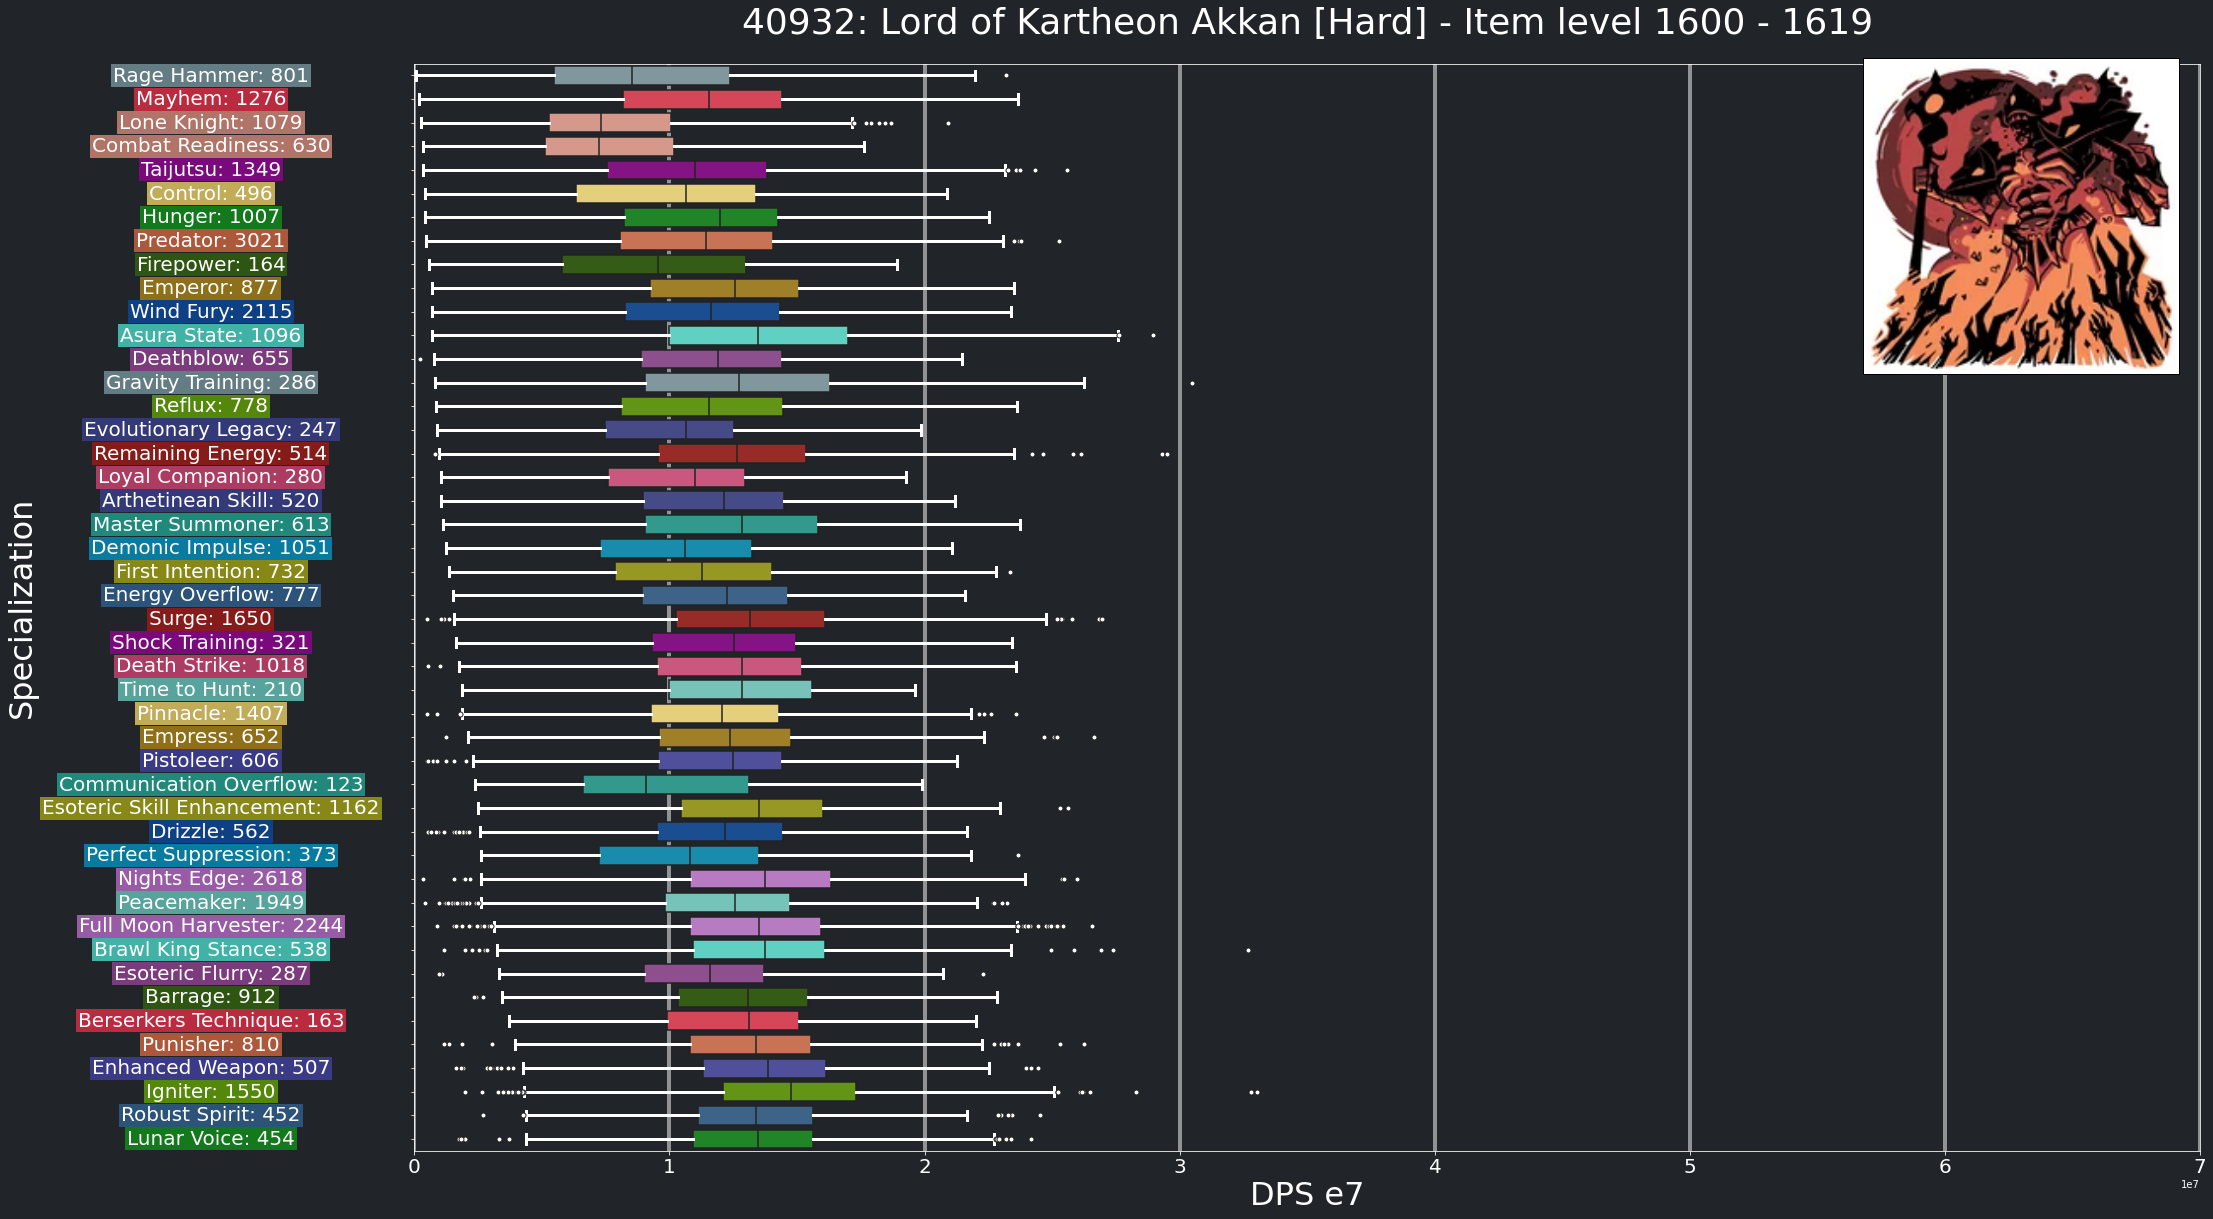 40932: Lord of Kartheon Akkan [Hard] - Item level 1600 - 1619
Specialization
Rage Hammer: 801
Mayhem: 1276
Lone Knight: 1079
Combat Readiness: 630
Taijutsu: 1349
Control: 496
Hunger: 1007
Predator: 3021
Firepower: 164
Emperor: 877
Wind Fury: 2115
Asura State: 1096
Deathblow: 655
Gravity Training: 286
Reflux: 778
Evolutionary Legacy: 247
Remaining Energy: 514
Loyal Companion: 280
Arthetinean Skill: 520
Master Summoner: 613
Demonic Impulse: 1051
First Intention: 732
Energy Overflow: 777
Surge: 1650
Shock Training: 321
Death Strike: 1018
Time to Hunt: 210
Pinnacle: 1407
Empress: 652
Pistoleer: 606
Communication Overflow: 123
Esoteric Skill Enhancement: 1162
Drizzle: 562
Perfect Suppression: 373
Nights Edge: 2618
Peacemaker: 1949
Full Moon Harvester: 2244
Brawl King Stance: 538
Esoteric Flurry: 287
Barrage: 912
Berserkers Technique: 163
Punisher: 810
Enhanced Weapon: 507
Igniter: 1550
Robust Spirit: 452
Lunar Voice: 454
0 1 2 3 4 5 6 7
1e7
DPS e7